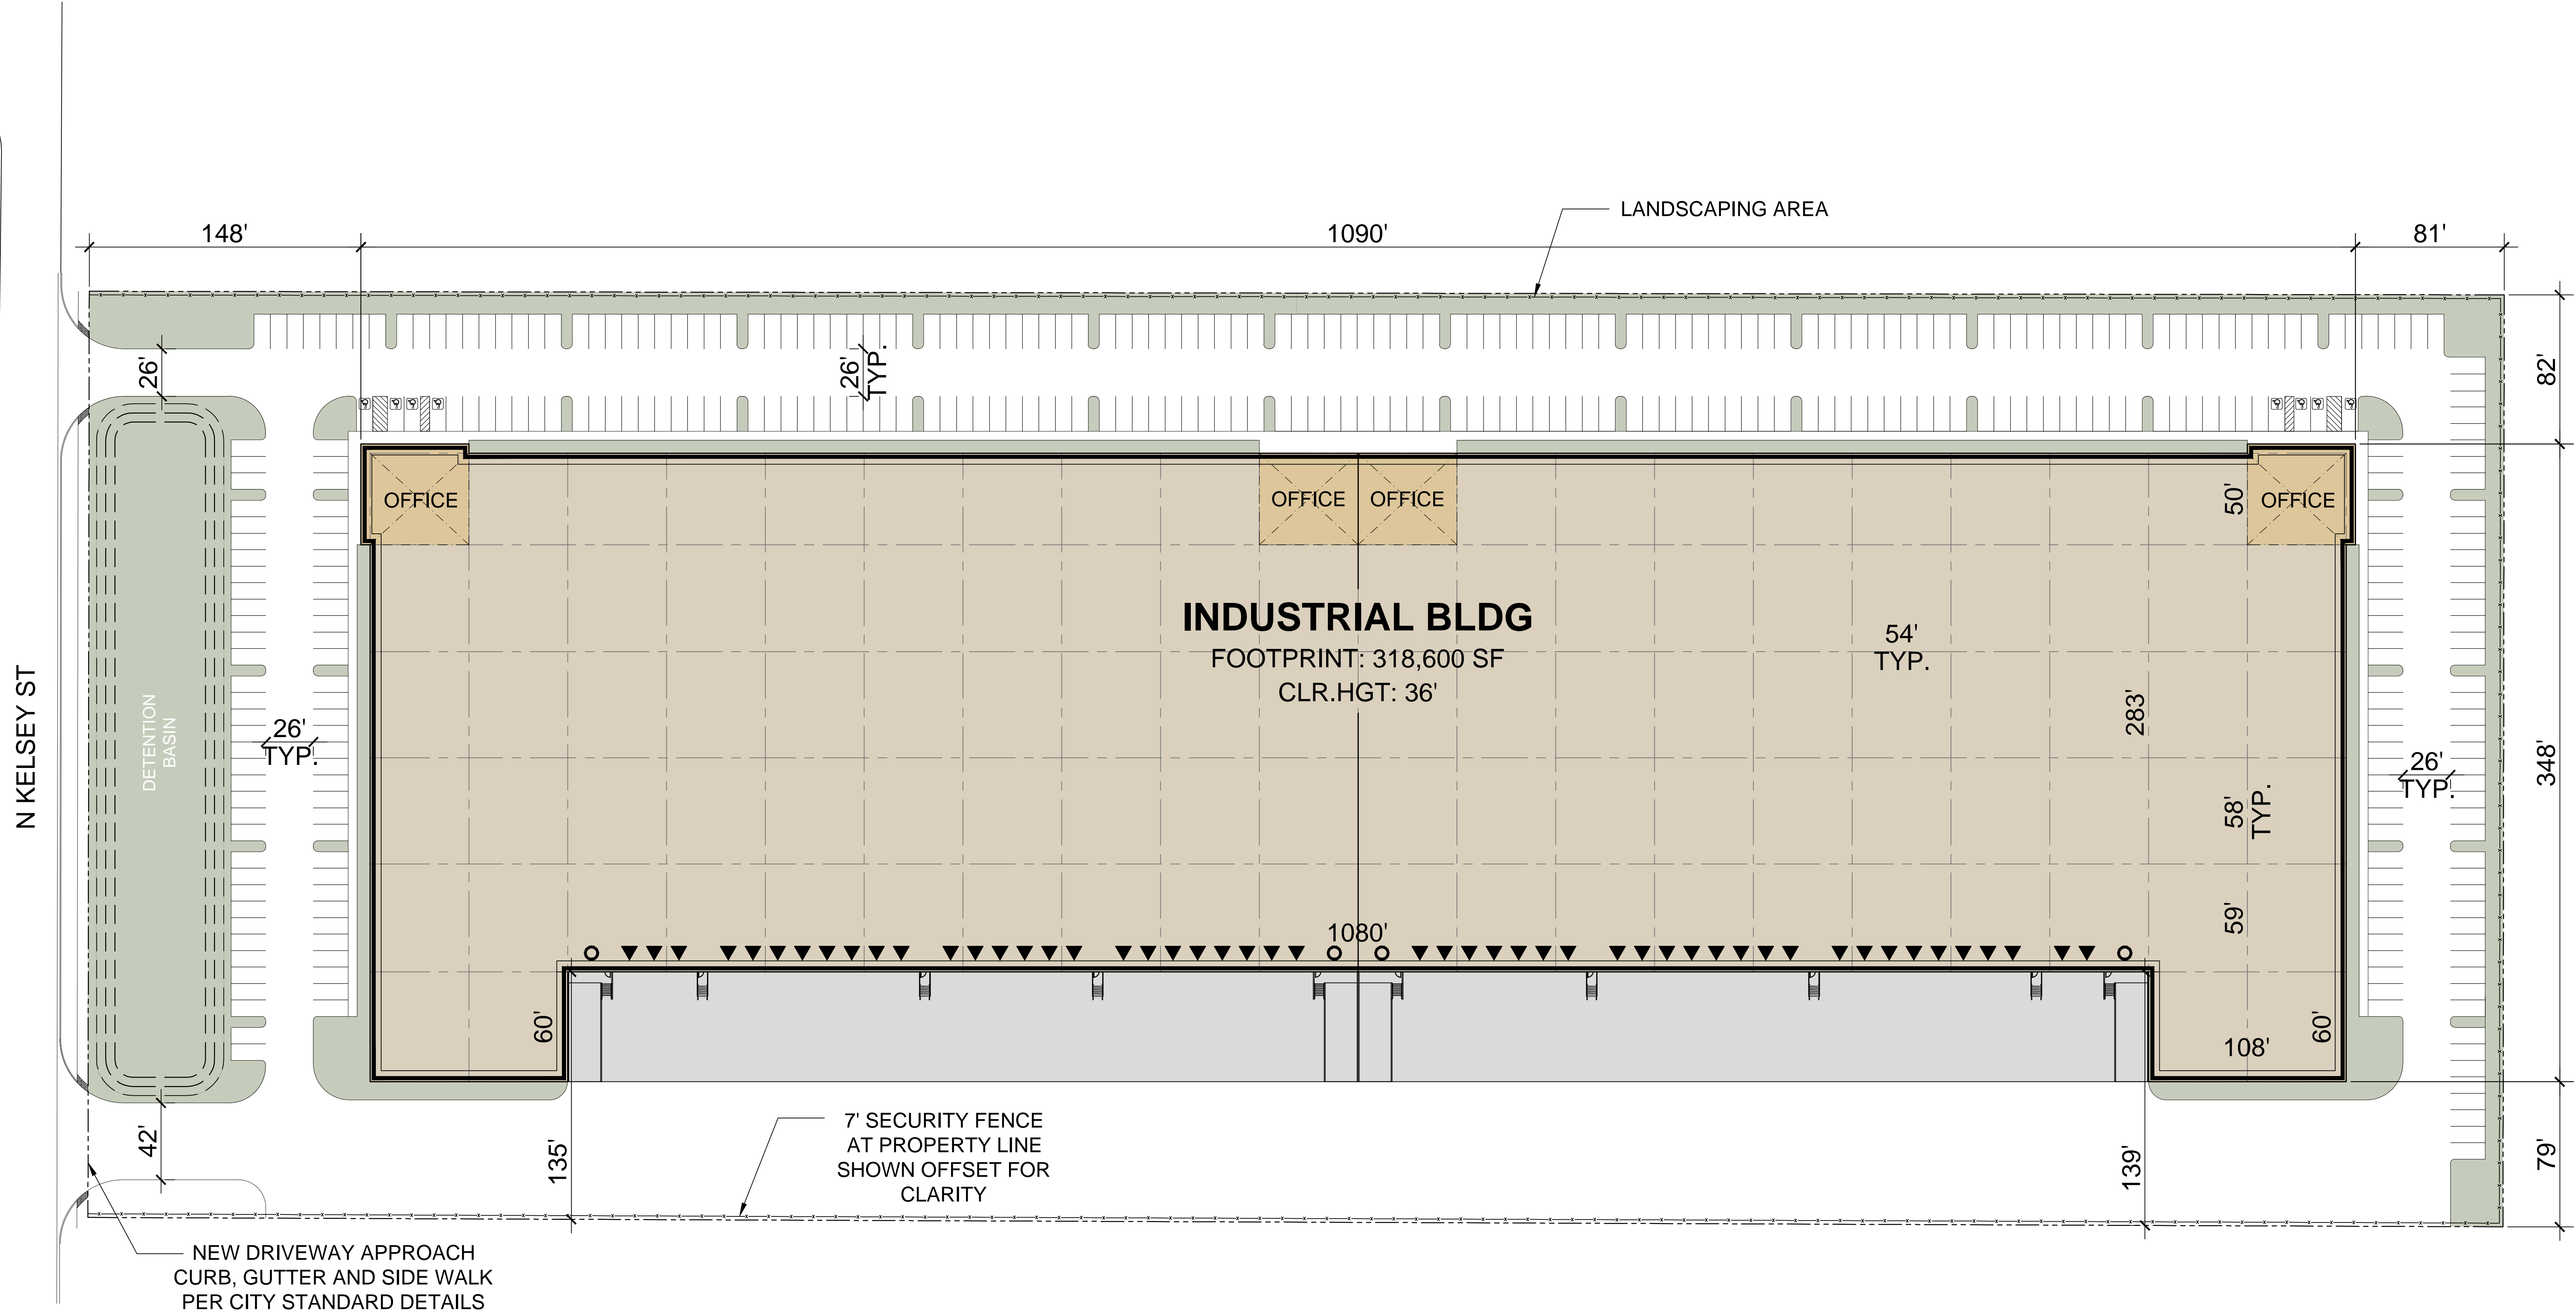 LANDSCAPING AREA
148'
1090'
81'
26'
26'
TYP.
82'
OFFICE
OFFICE
OFFICE
50'
OFFICE
INDUSTRIAL BLDG
FOOTPRINT: 318,600 SF
CLR.HGT: 36'
54'
TYP.
283'
N KELSEY ST
DETENTION
BASIN
26'
TYP.
58'
TYP.
26'
TYP.
348'
59'
1080'
60'
108'
60'
42'
135'
7' SECURITY FENCE
AT PROPERTY LINE
SHOWN OFFSET FOR
CLARITY
139'
79'
NEW DRIVEWAY APPROACH
CURB, GUTTER AND SIDE WALK
PER CITY STANDARD DETAILS